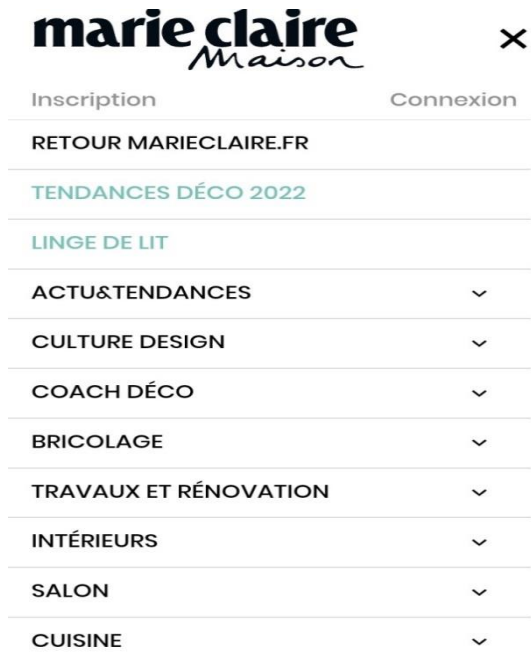 marie claire
Maison
Inscription Connexion
RETOUR MARIECLAIRE.FR
TENDANCES DÉCO 2022
LINGE DE LIT
ACTU&TENDANCES
CULTURE DESIGN
COACH DÉCO
BRICOLAGE
TRAVAUX ET RÉNOVATION
INTÉRIEURS
SALON
CUISINE